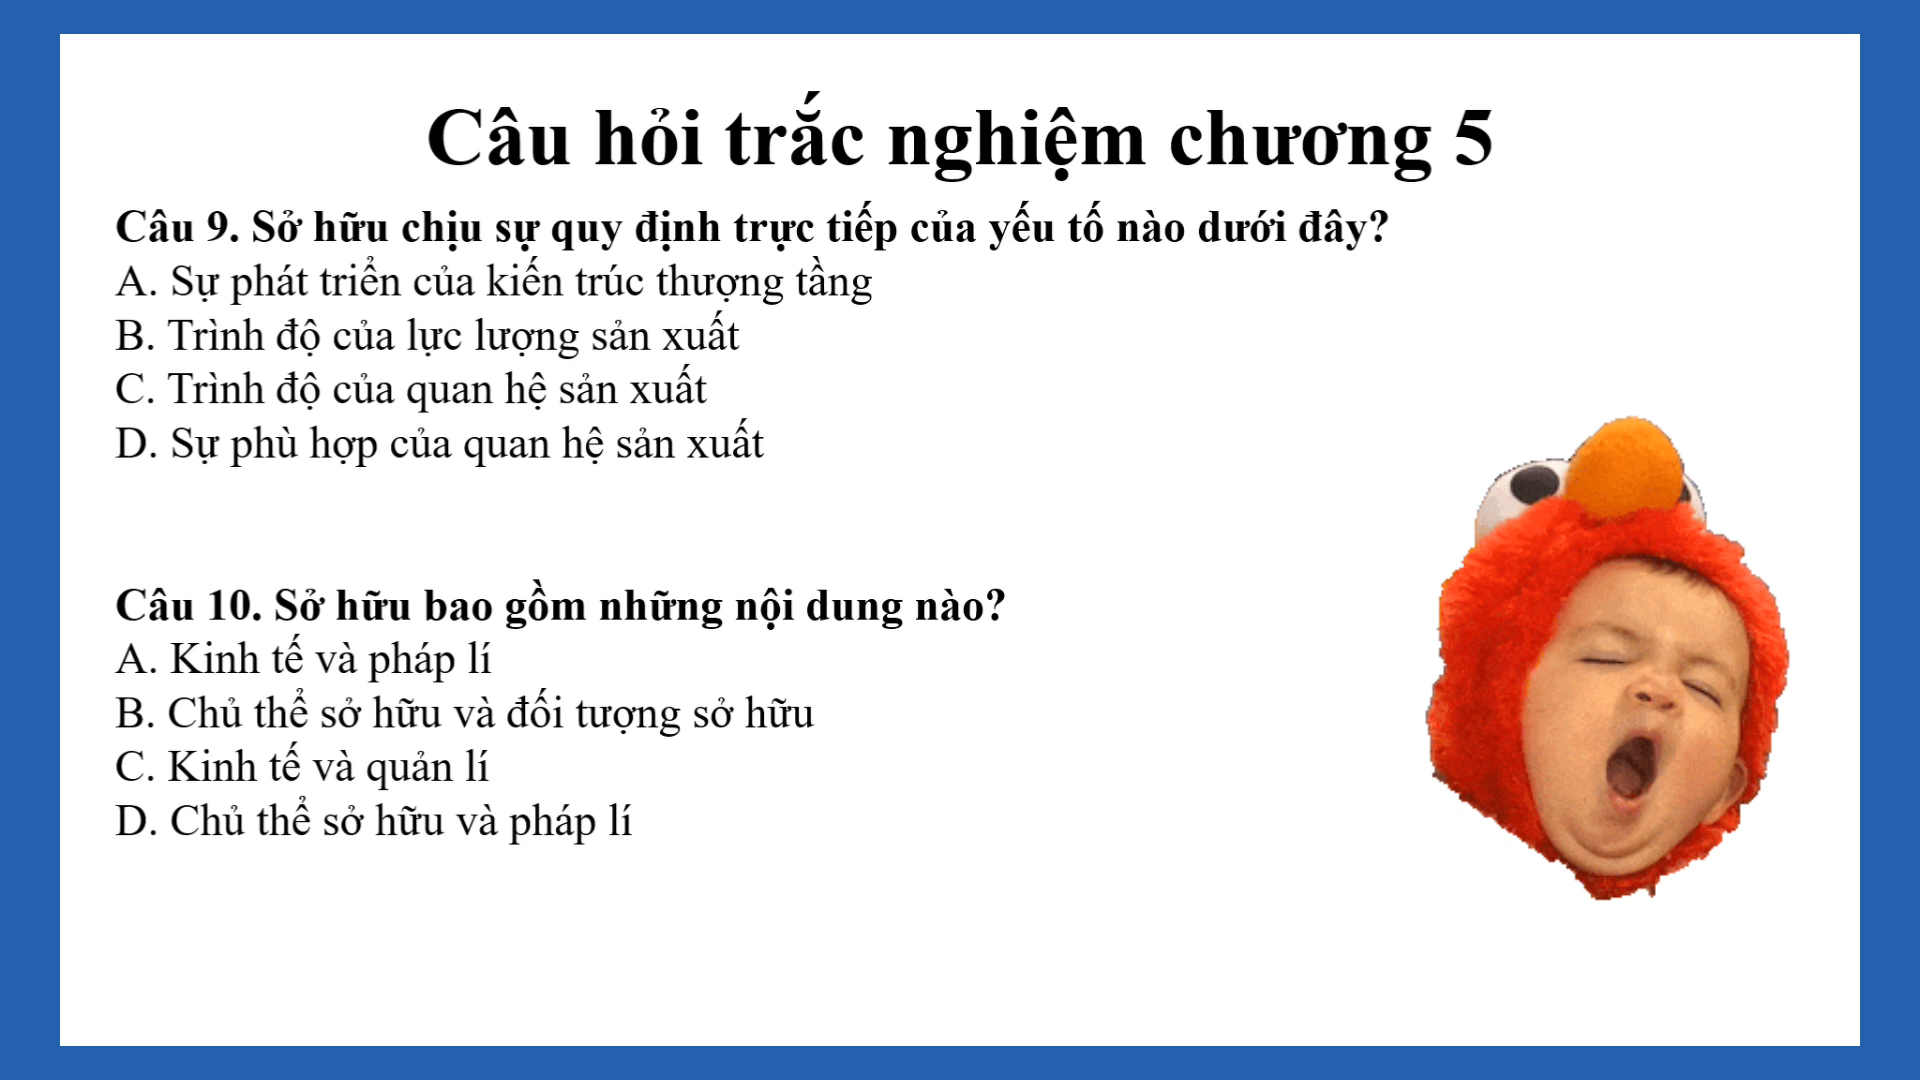 Câu hỏi trắc nghiệm chương 5
Câu 9. Sở hữu chịu sự quy định trực tiếp của yếu tố nào dưới đây?
A. Sự phát triển của kiến trúc thượng tầng
B. Trình độ của lực lượng sản xuất
C. Trình độ của quan hệ sản xuất
D. Sự phù hợp của quan hệ sản xuất
Câu 10. Sở hữu bao gồm những nội dung nào?
A. Kinh tế và pháp lí
B. Chủ thể sở hữu và đối tượng sở hữu
C. Kinh tế và quản lí
D. Chủ thể sở hữu và pháp lí